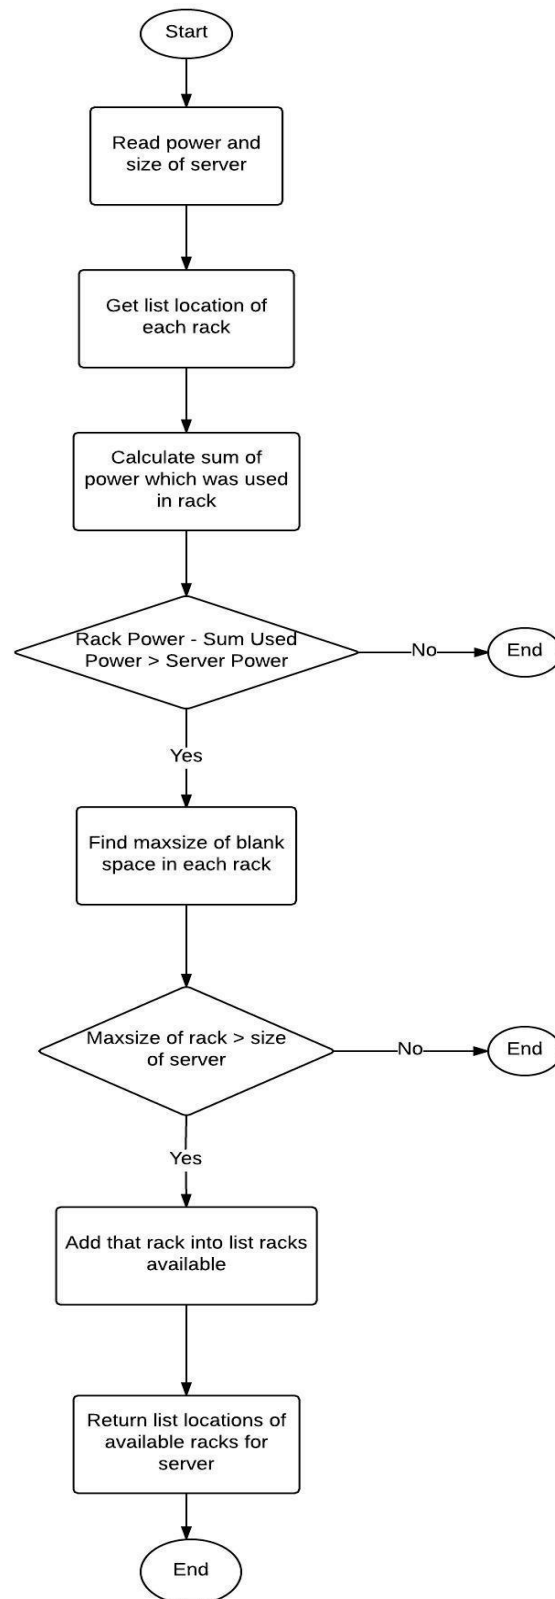 Start
Read power and
size of server
Get list location of
each rack
Calculate sum of
power which was used
in rack
Rack Power - Sum Used
Power > Server Power
No
End
Yes
Find maxsize of blank
space in each rack
Maxsize of rack > size
of server
No
End
Yes
Add that rack into list racks
available
Return list locations of
available racks for
server
End